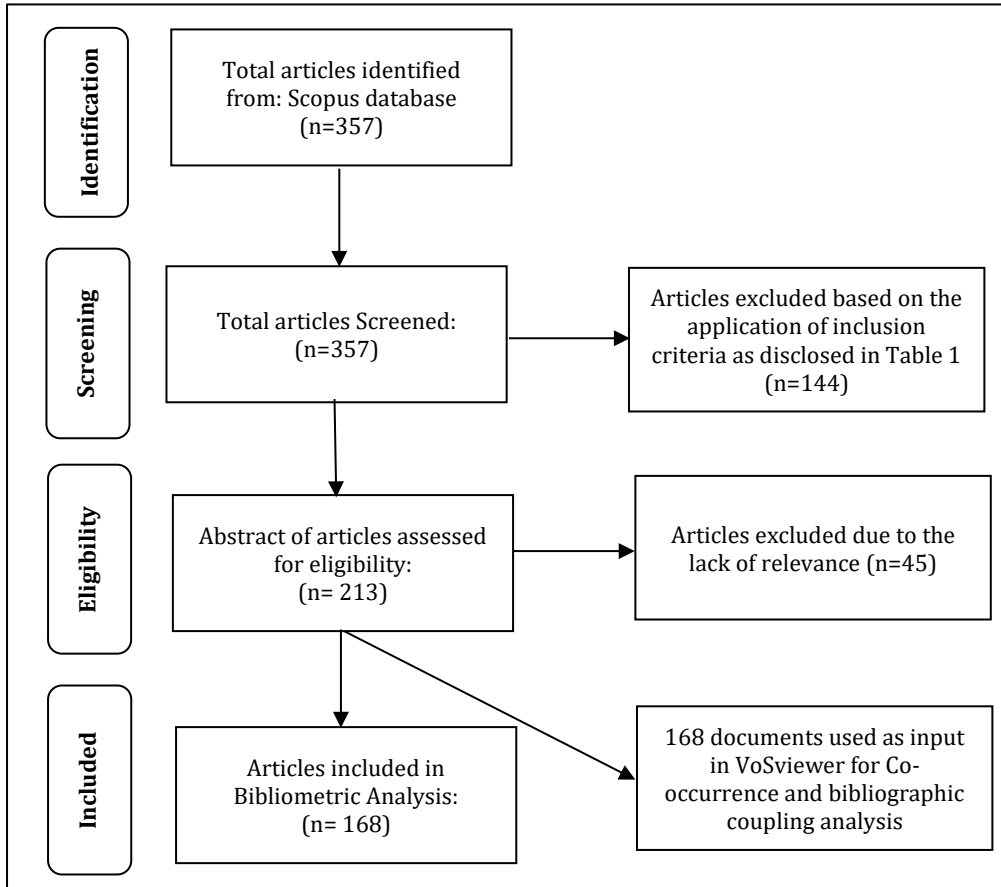 Identification
Total articles identified
from: Scopus database
(n=357)
Screening
Total articles Screened:
(n=357)
Articles excluded based on the
application of inclusion
criteria as disclosed in Table 1
(n=144)
Eligibility
Abstract of articles assessed
for eligibility:
(n= 213)
Articles excluded due to the
lack of relevance (n=45)
Included
Articles included in
Bibliometric Analysis:
(n= 168)
168 documents used as input
in VoSviewer for Co-
occurrence and bibliographic
coupling analysis